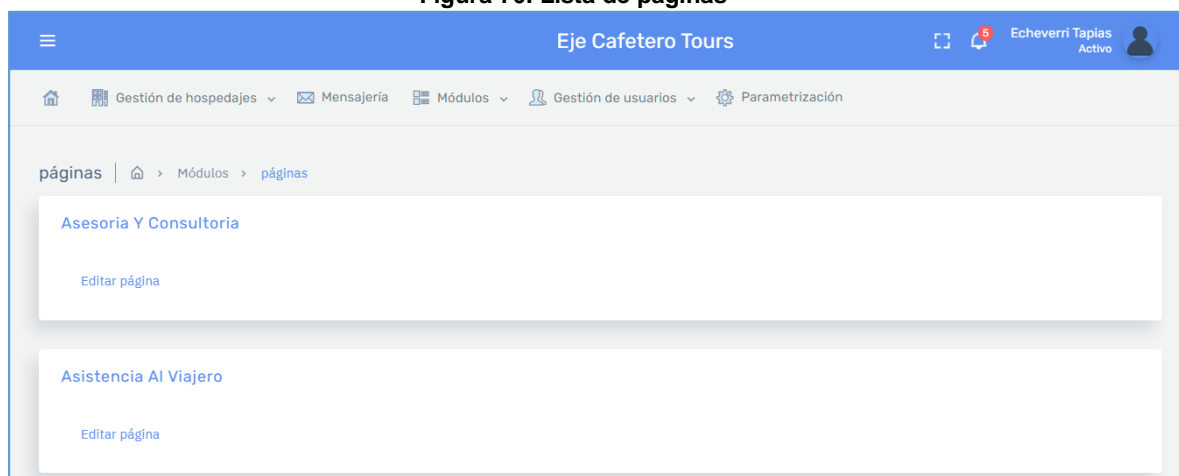 Figura 70. Lista de páginas
Eje Cafetero Tours
5
Echeverri Tapias
Activo
Gestión de hospedajes
Mensajería
Módulos
Gestión de usuarios
Parametrización
páginas
Módulos > páginas
Asesoria Y Consultoria
Editar página
Asistencia Al Viajero
Editar página